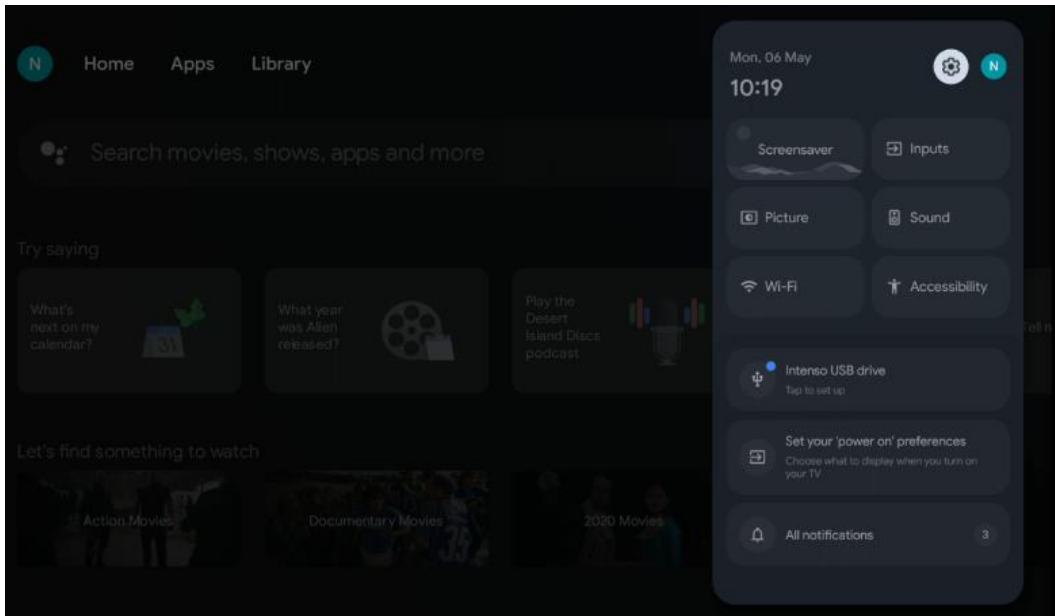 N
Home
Apps
Library
Search movies, shows, apps and more
Try saying
What's
next on my
calendar?
31
What year
was Alien
released?
Play the
Desert
Island Discs
podcast
Tell m
Let's find something to watch
Action Movies
Documentary Movies
35
2020 Movies
Mon, 06 May
10:19
N
Screensaver
Inputs
Picture
Sound
Wi-Fi
Accessibility
Intenso USB drive
Tap to set up
Set your 'power on' preferences
Choose what to display when you turn on
your TV
All notifications
3